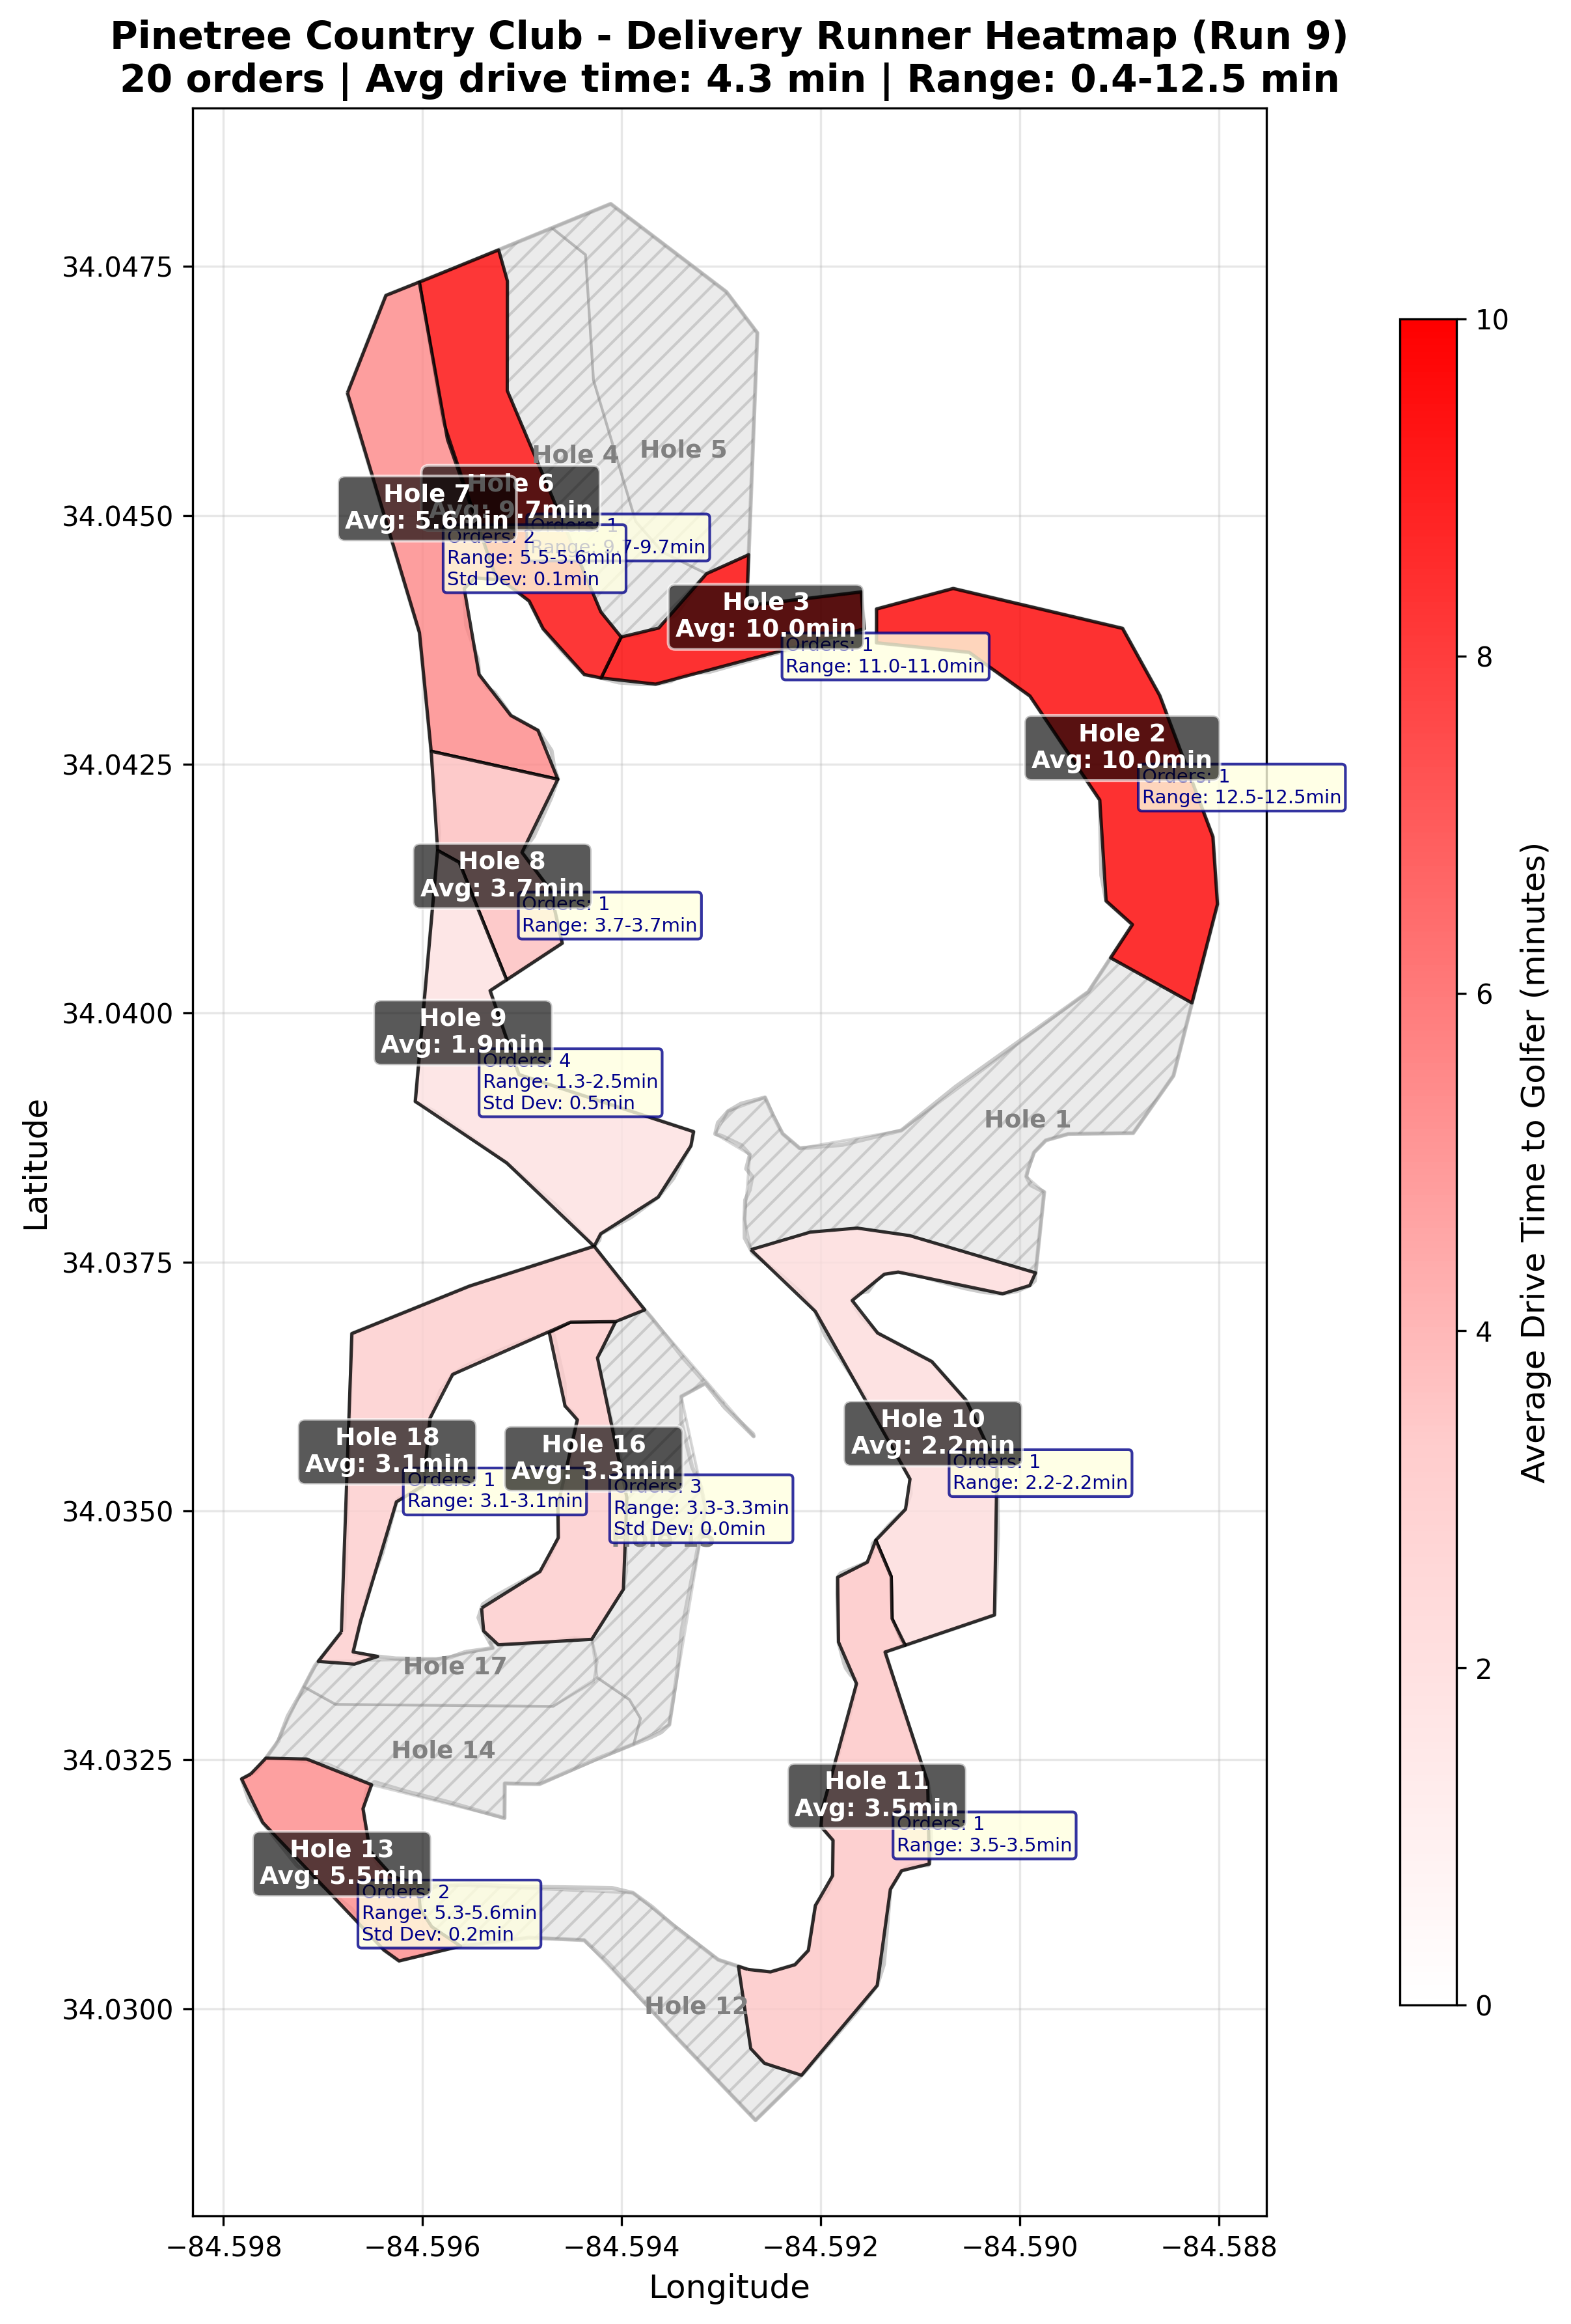 Pinetree Country Club - Delivery Runner Heatmap (Run 9)
20 orders | Avg drive time: 4.3 min | Range: 0.4-12.5 min
Latitude
34.0475
34.0450
34.0425
34.0400
34.0375
34.0350
34.0325
34.0300
Hole 4
Hole 5
Hole 6
Avg: 9.7min
Orders: 1
Range: 9.7-9.7min
Hole 7
Avg: 5.6min
Orders: 2
Range: 5.5-5.6min
Std Dev: 0.1min
Hole 3
Avg: 10.0min
Orders: 1
Range: 11.0-11.0min
Hole 2
Avg: 10.0min
Orders: 1
Range: 12.5-12.5min
Hole 8
Avg: 3.7min
Orders: 1
Range: 3.7-3.7min
Hole 9
Avg: 1.9min
Orders: 4
Range: 1.3-2.5min
Std Dev: 0.5min
Hole 1
Hole 10
Avg: 2.2min
Orders: 1
Range: 2.2-2.2min
Hole 18
Avg: 3.1min
Orders: 1
Range: 3.1-3.1min
Hole 16
Avg: 3.3min
Orders: 3
Range: 3.3-3.3min
Std Dev: 0.0min
Hole 17
Hole 14
Hole 11
Avg: 3.5min
Orders: 1
Range: 3.5-3.5min
Hole 13
Avg: 5.5min
Orders: 2
Range: 5.3-5.6min
Std Dev: 0.2min
Hole 12
−84.598
−84.596
−84.594
−84.592
−84.590
−84.588
Longitude
10
8
6
4
2
0
Average Drive Time to Golfer (minutes)